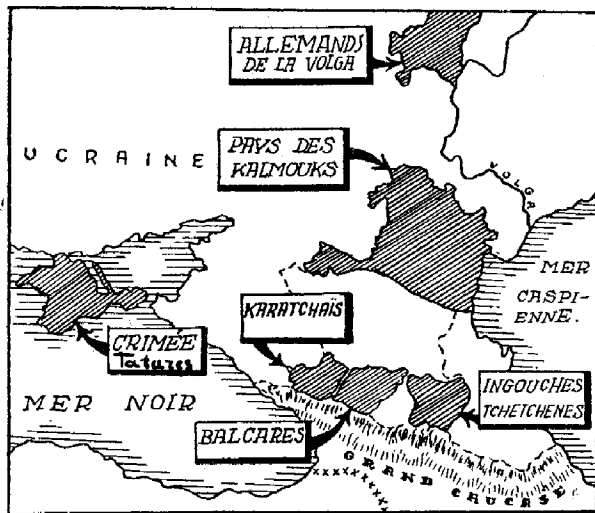 ALLEMANDS
DE LA VOLGA
PAYS DES
KALMOUKS
UCRAINE
VOLGA
MER
CASPI-
ENNE.
KARATCHAÏS
CRIMÉE
Tatares
INGOUCHES
TCHETCHENES
MER NOIR
BALCARES
GRAND CAUCASE